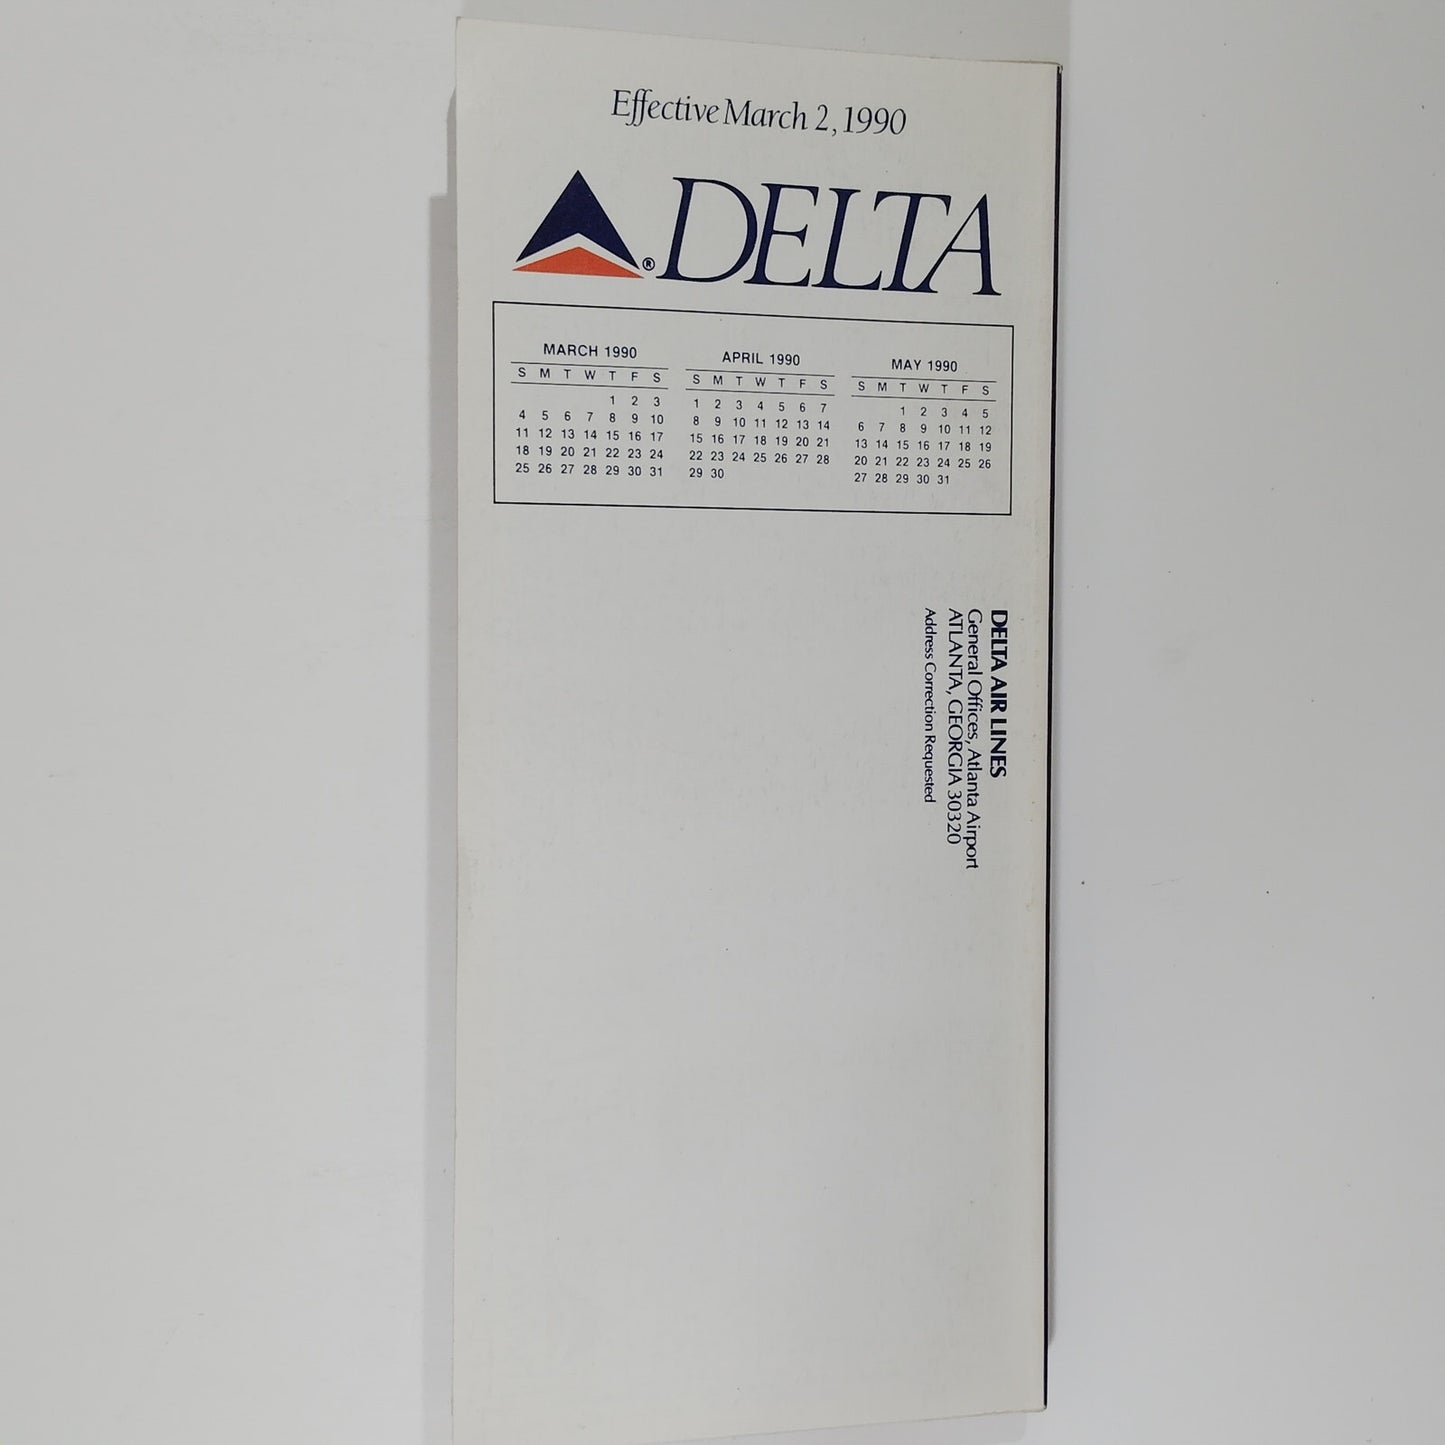 Effective March 2, 1990
® DELTA
MARCH 1990
S M T W T F S
1 2 3
4 5 6 7 8 9 10
11 12 13 14 15 16 17
18 19 20 21 22 23 24
25 26 27 28 29 30 31
APRIL 1990
S M T W T F S
1 2 3 4 5 6 7
8 9 10 11 12 13 14
15 16 17 18 19 20 21
22 23 24 25 26 27 28
29 30
MAY 1990
S M T W T F S
1 2 3 4 5
6 7 8 9 10 11 12
13 14 15 16 17 18 19
20 21 22 23 24 25 26
27 28 29 30 31
DELTA AIR LINES
General Offices, Atlanta Airport
ATLANTA, GEORGIA 30320
Address Correction Requested